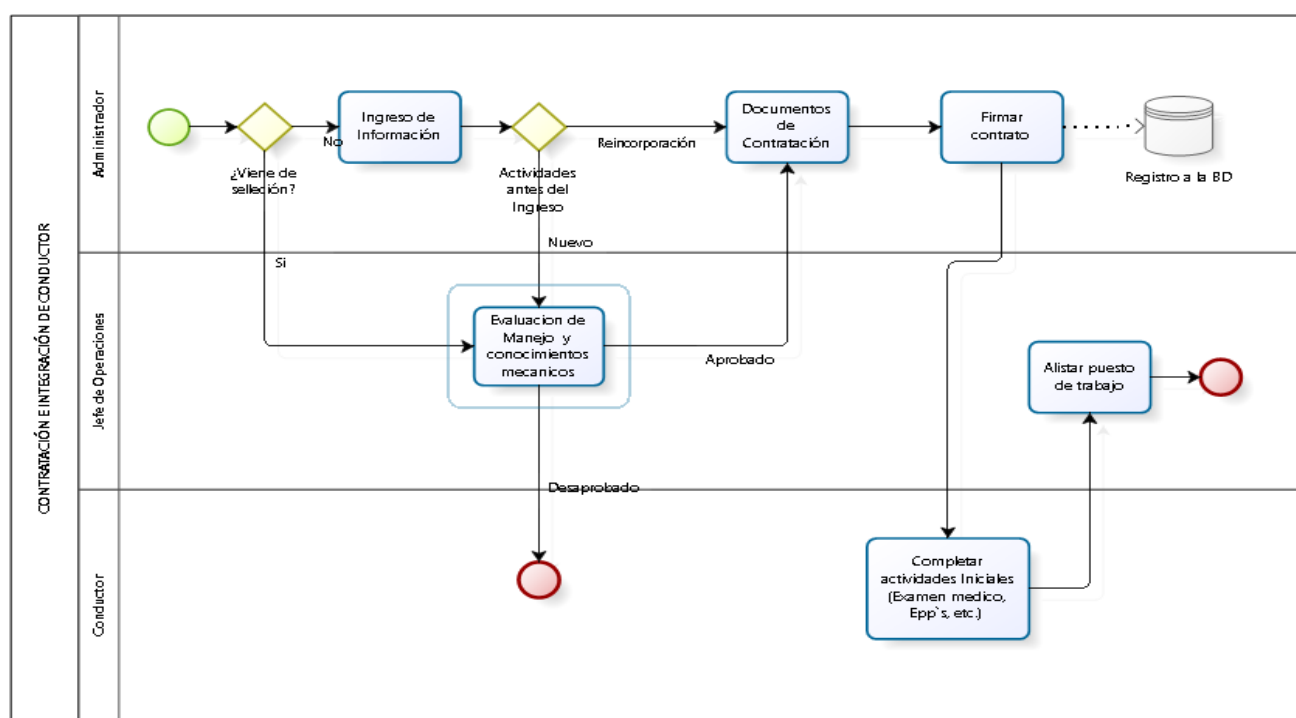 CONTRATACIÓN E INTEGRACIÓN DE CONDUCTOR
Administrador
¿Viene de
selleción?
No
Si
Ingreso de
Información
Actividades
antes del
Ingreso
Reincorporación
Nuevo
Documentos
de
Contratación
Firmar
contrato
Registro a la BD
Jefe de Operaciones
Evaluacion de
Manejo y
conocimientos
mecanicos
Aprobado
Desaprobado
Alistar puesto
de trabajo
Conductor
Completar
actividades Iniciales
(Examen medico,
Epp`s, etc.)